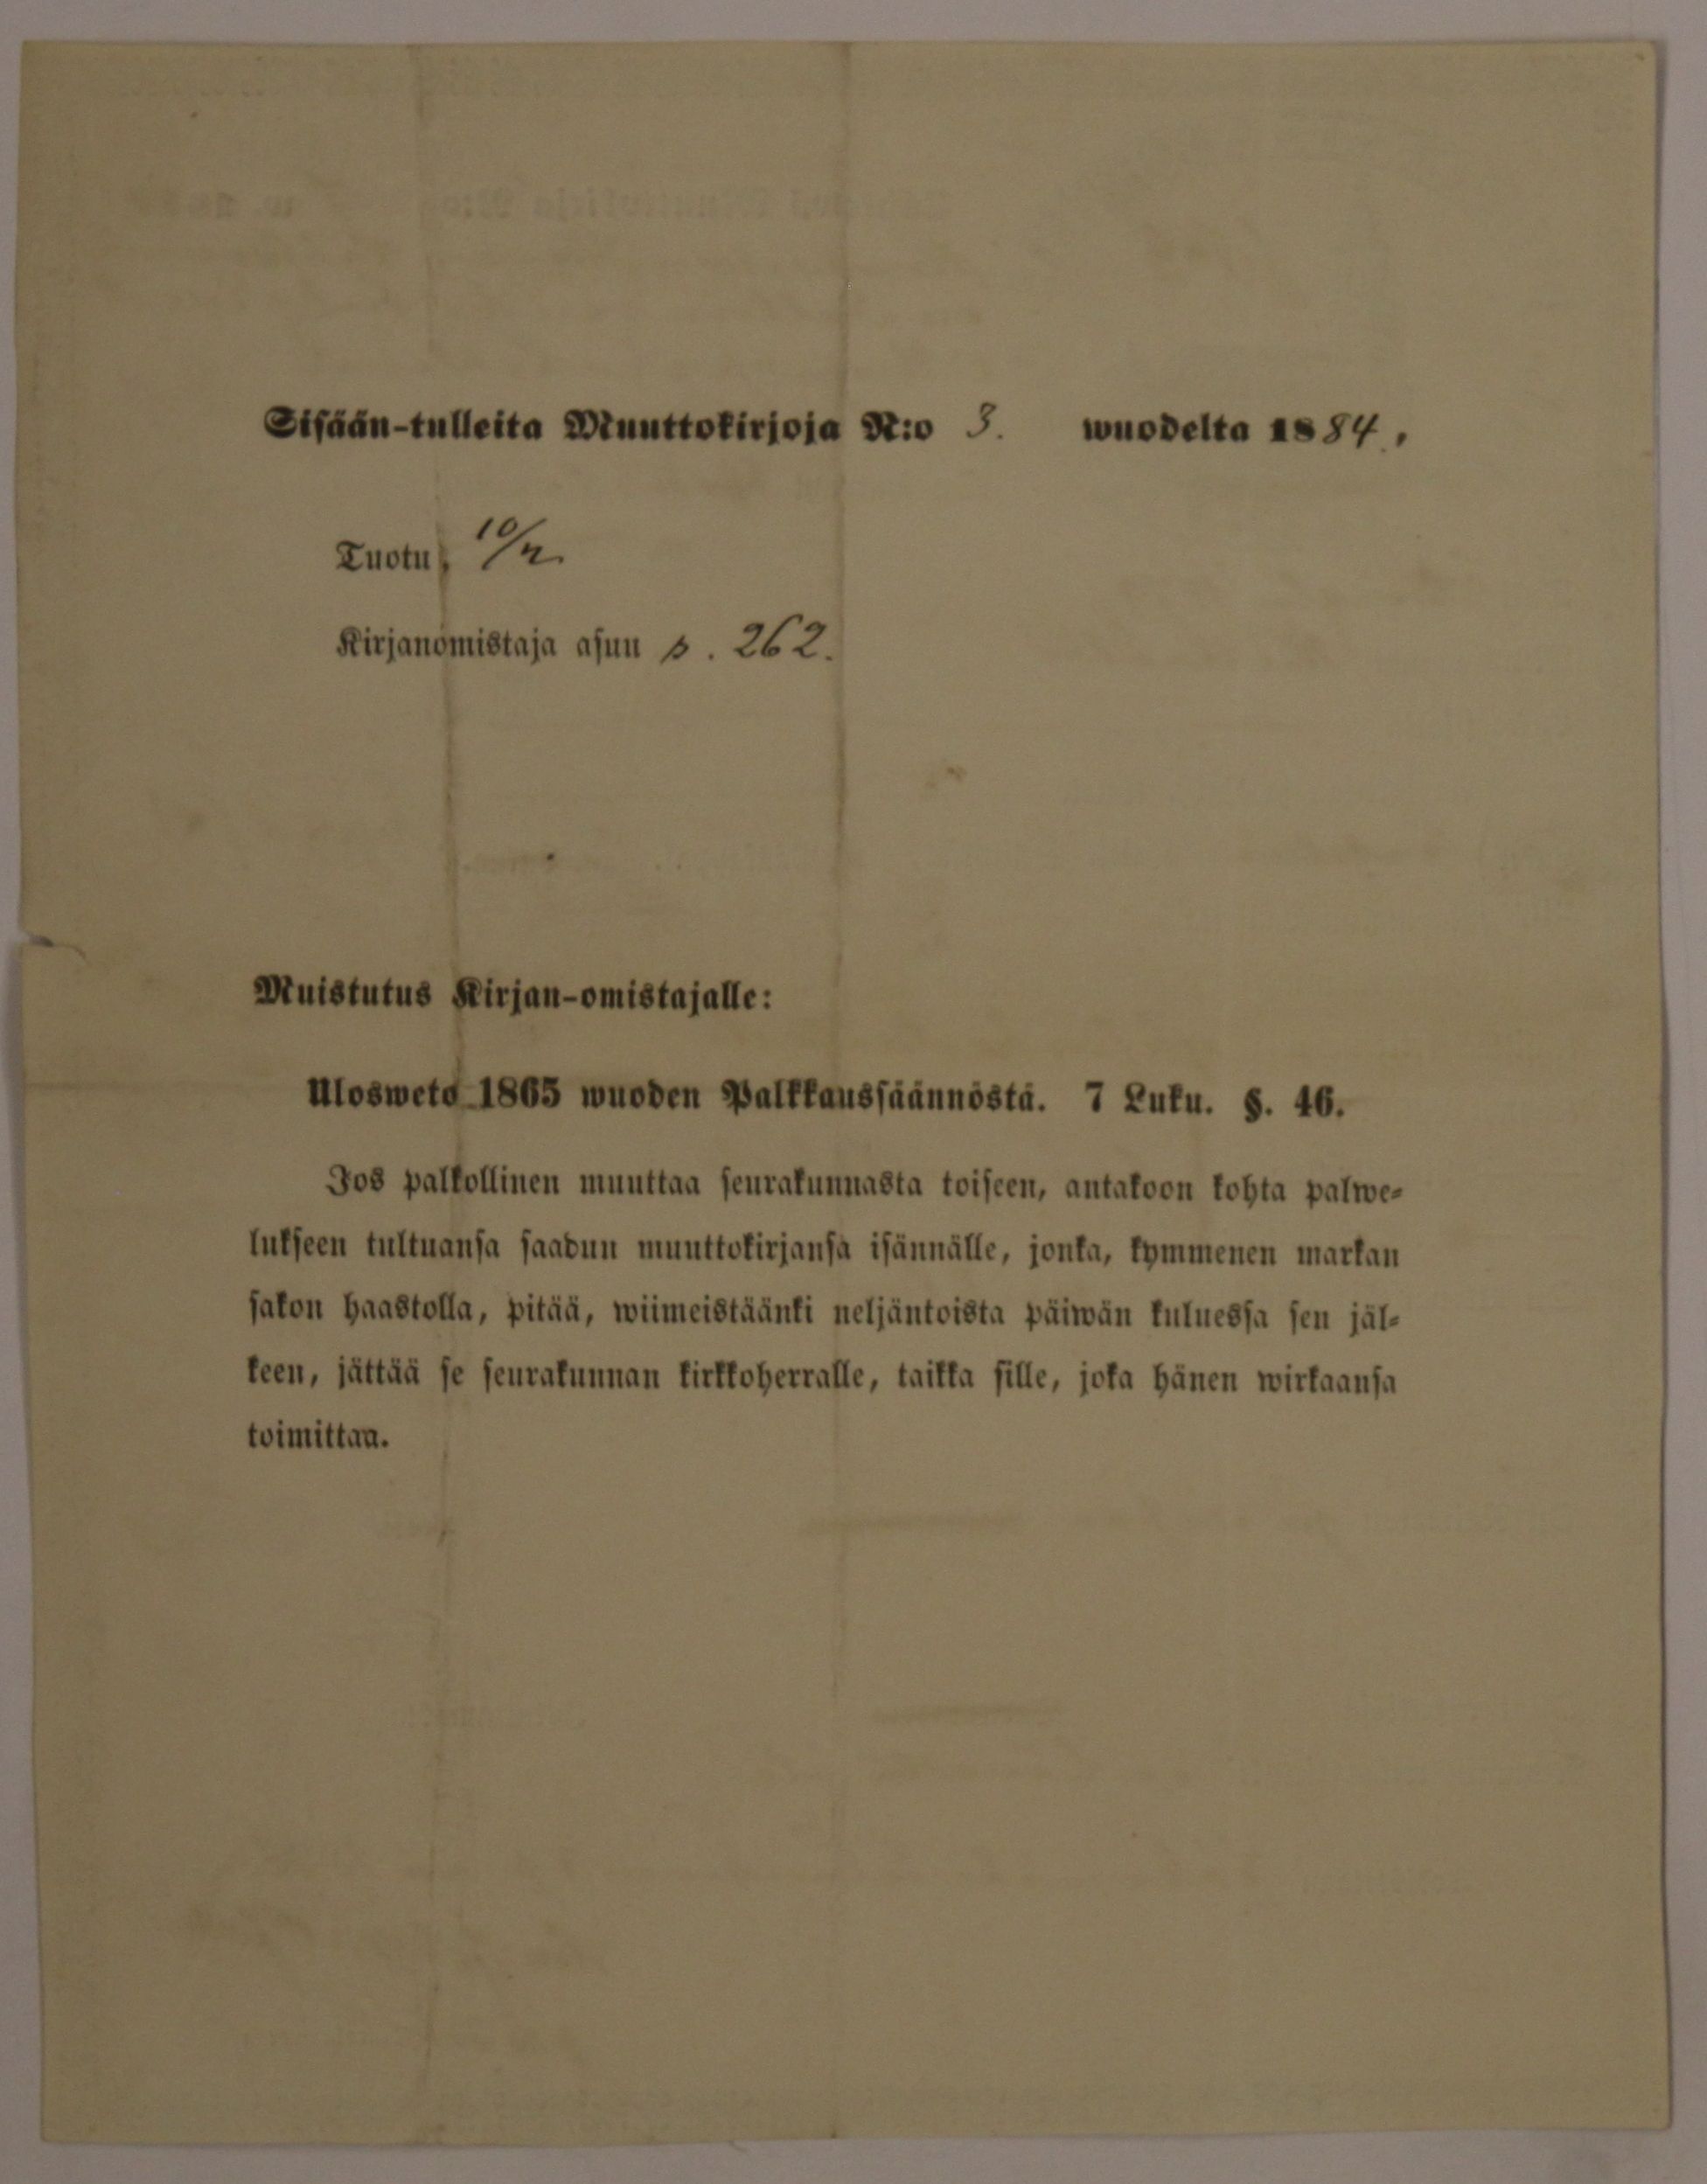 Sisään-tulleita Muuttokirjoja N:o 3. wuodelta 1884.
Tuotu, 10/
Kirjanomistaja asuu p. 262.
Muistutus Kirjan-omistajalle:
Ulosweto 1865 wuoden Palkkaussäännöstä. 7 Luku. §. 46.
Jos palkollinen muuttaa seurakunnasta toiseen, antakoon kohta palwe-
lukseen tultuansa saadun muuttokirjansa isännälle, jonka, kymmenen markan
sakon haastolla, pitää, wiimeistäänki neljäntoista päiwän kuluessa sen jäl-
keen, jättää se seurakunnan kirkkoherralle, taikka sille, joka hänen wirkaansa
toimittaa.